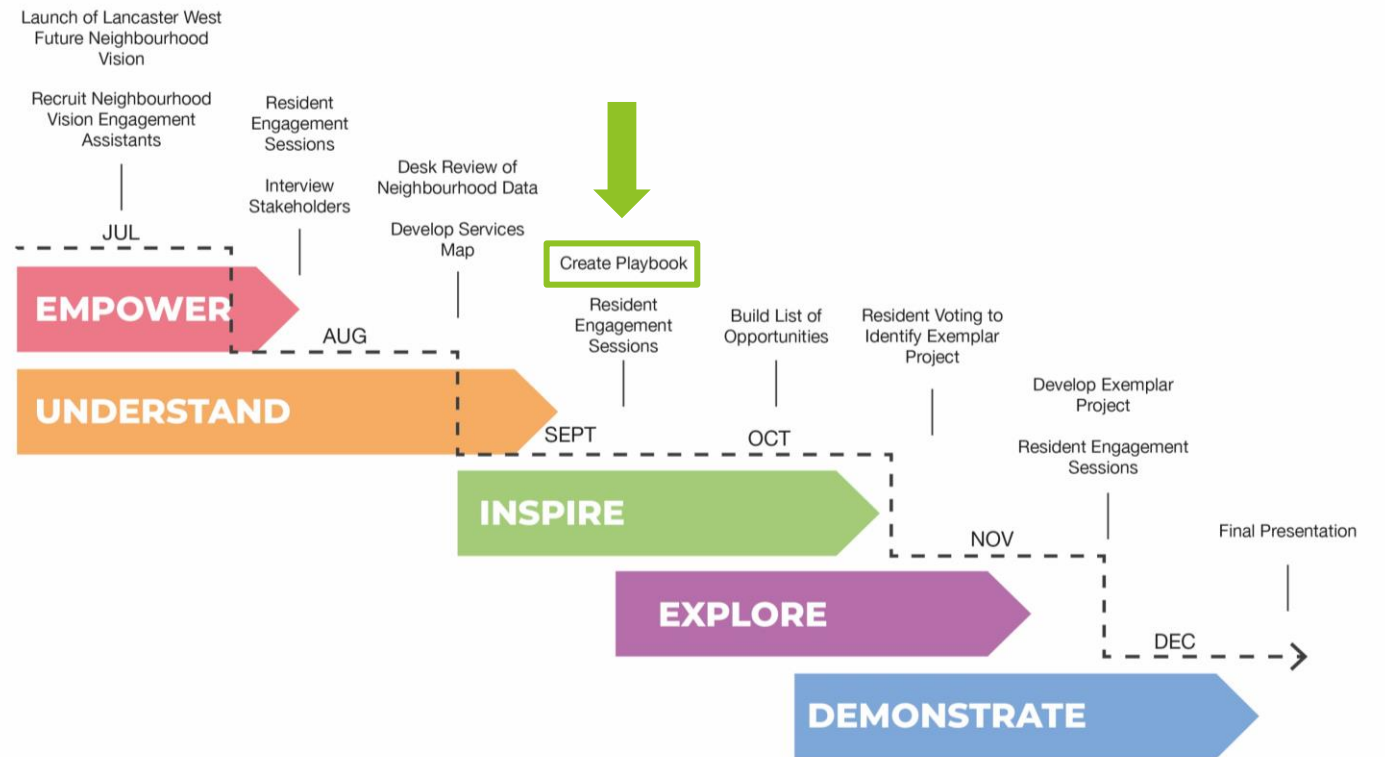 Launch of Lancaster West
Future Neighbourhood
Vision
Recruit Neighbourhood
Vision Engagement
Assistants
JUL
Resident
Engagement
Sessions
Interview
Stakeholders
Desk Review of
Neighbourhood Data
Develop Services
Map
Create Playbook
Resident
Engagement
Sessions
Build List of
Opportunities
Resident Voting to
Identify Exemplar
Project
Develop Exemplar
Project
Resident Engagement
Sessions
Final Presentation
EMPOWER
AUG
UNDERSTAND
SEPT
OCT
INSPIRE
NOV
EXPLORE
DEC
DEMONSTRATE